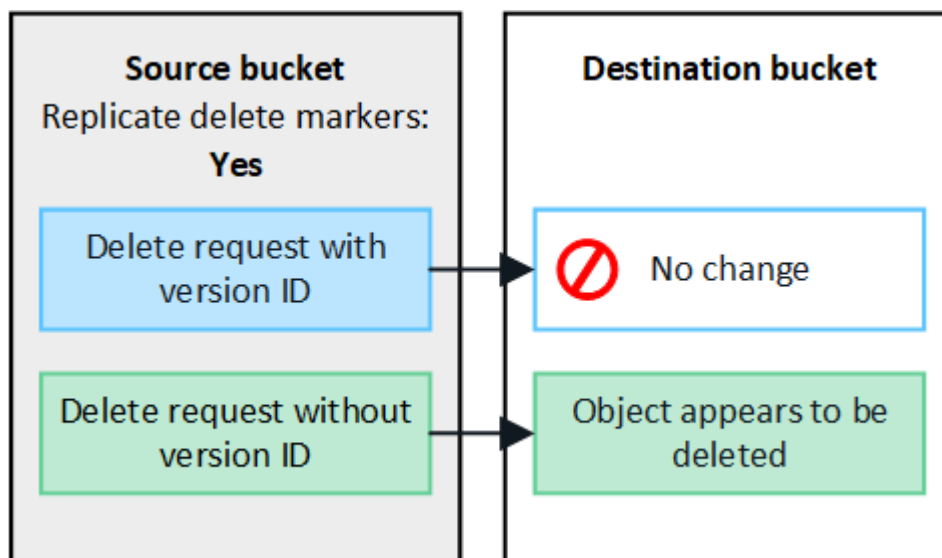 Source bucket
Replicate delete markers:
Yes
Delete request with
version ID
Delete request without
version ID
Destination bucket
No change
Object appears to be
deleted